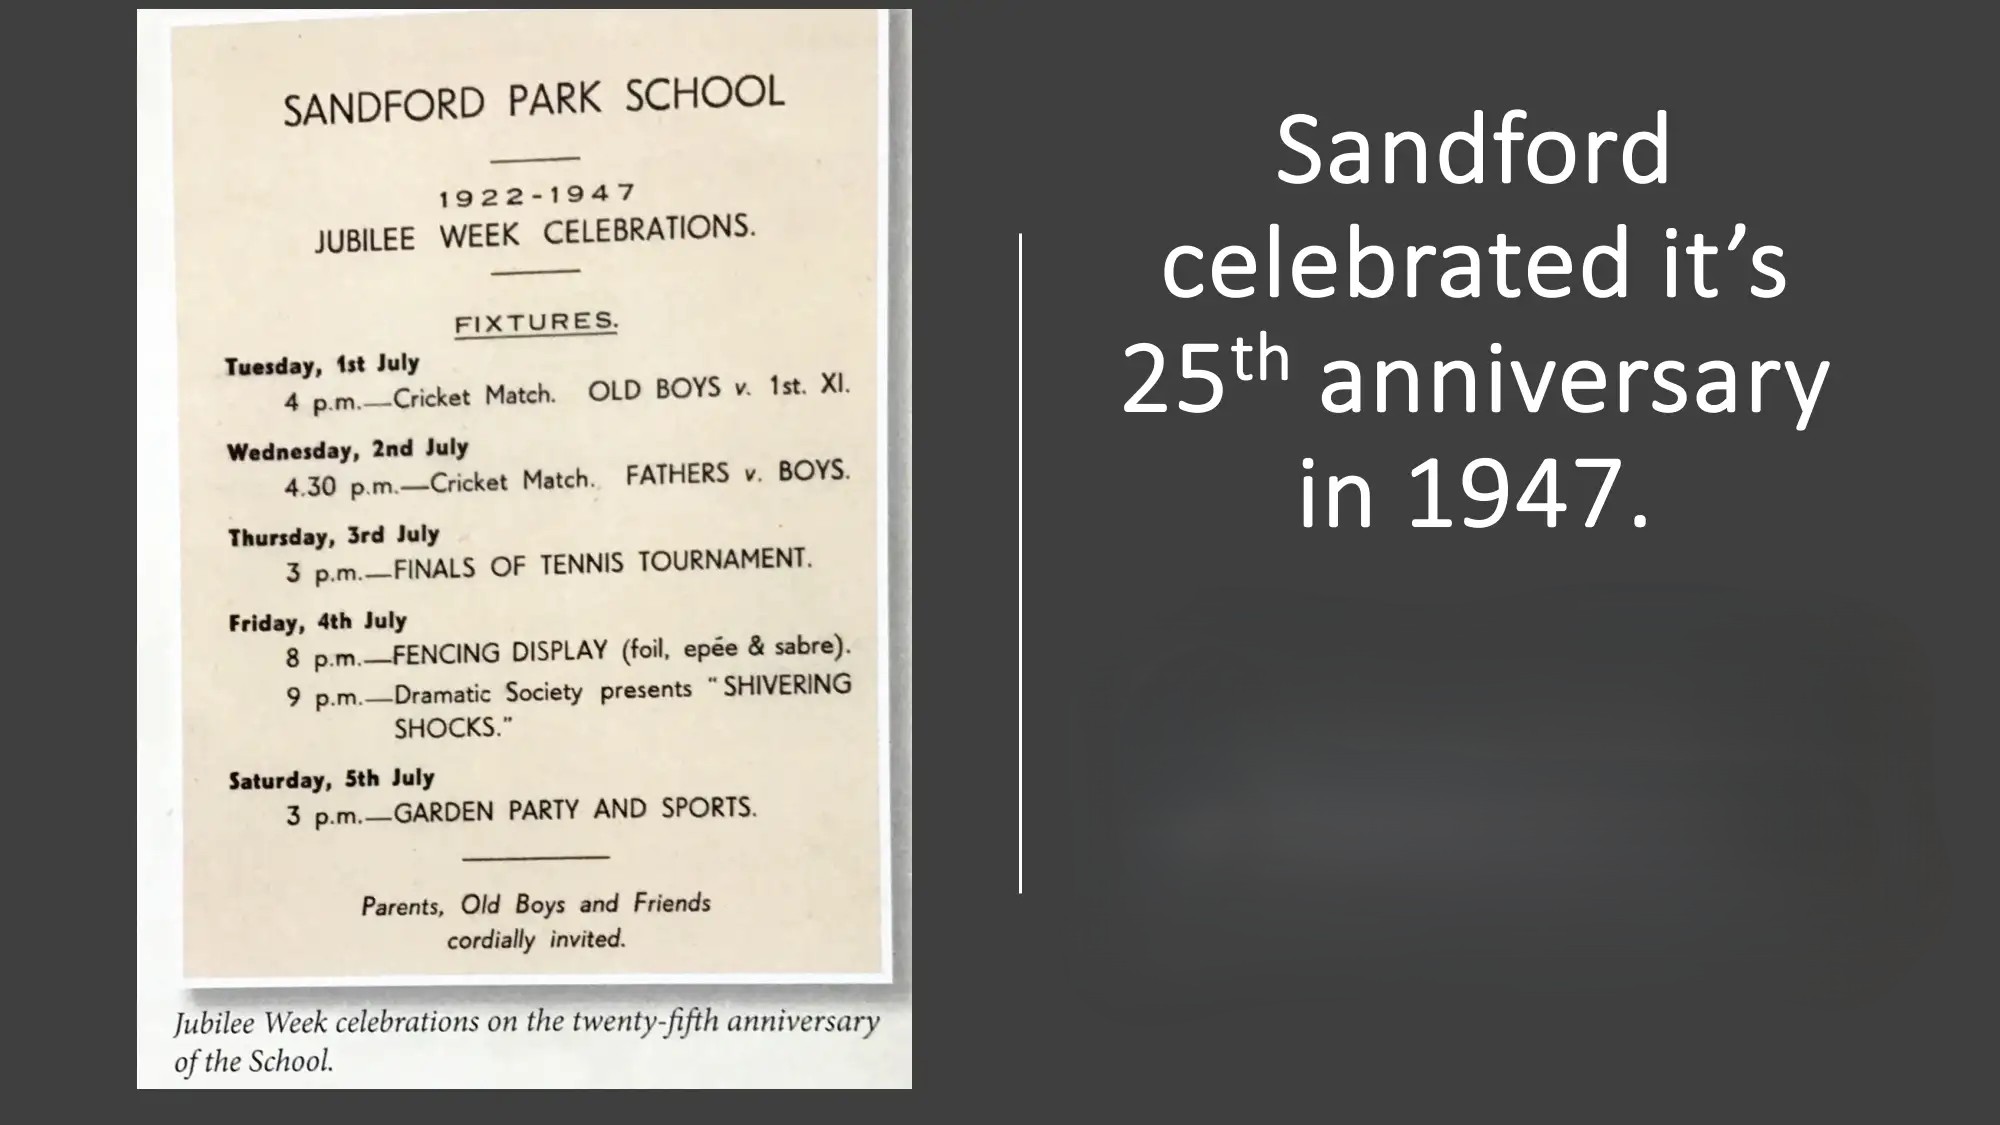 SANDFORD PARK SCHOOL
1922-1947
JUBILEE WEEK CELEBRATIONS.
FIXTURES.
Tuesday, 1st July
4 p.m.—Cricket Match. OLD BOYS v. 1st. XI.
Wednesday, 2nd July
4.30 p.m.—Cricket Match. FATHERS v. BOYS.
Thursday, 3rd July
3 p.m.—FINALS OF TENNIS TOURNAMENT.
Friday, 4th July
8 p.m.—FENCING DISPLAY (foil, epée & sabre).
9 p.m.—Dramatic Society presents "SHIVERING
SHOCKS."
Saturday, 5th July
3 p.m.—GARDEN PARTY AND SPORTS.
Parents, Old Boys and Friends
cordially invited.
Jubilee Week celebrations on the twenty-fifth anniversary
of the School.
Sandford
celebrated it’s
25th anniversary
in 1947.